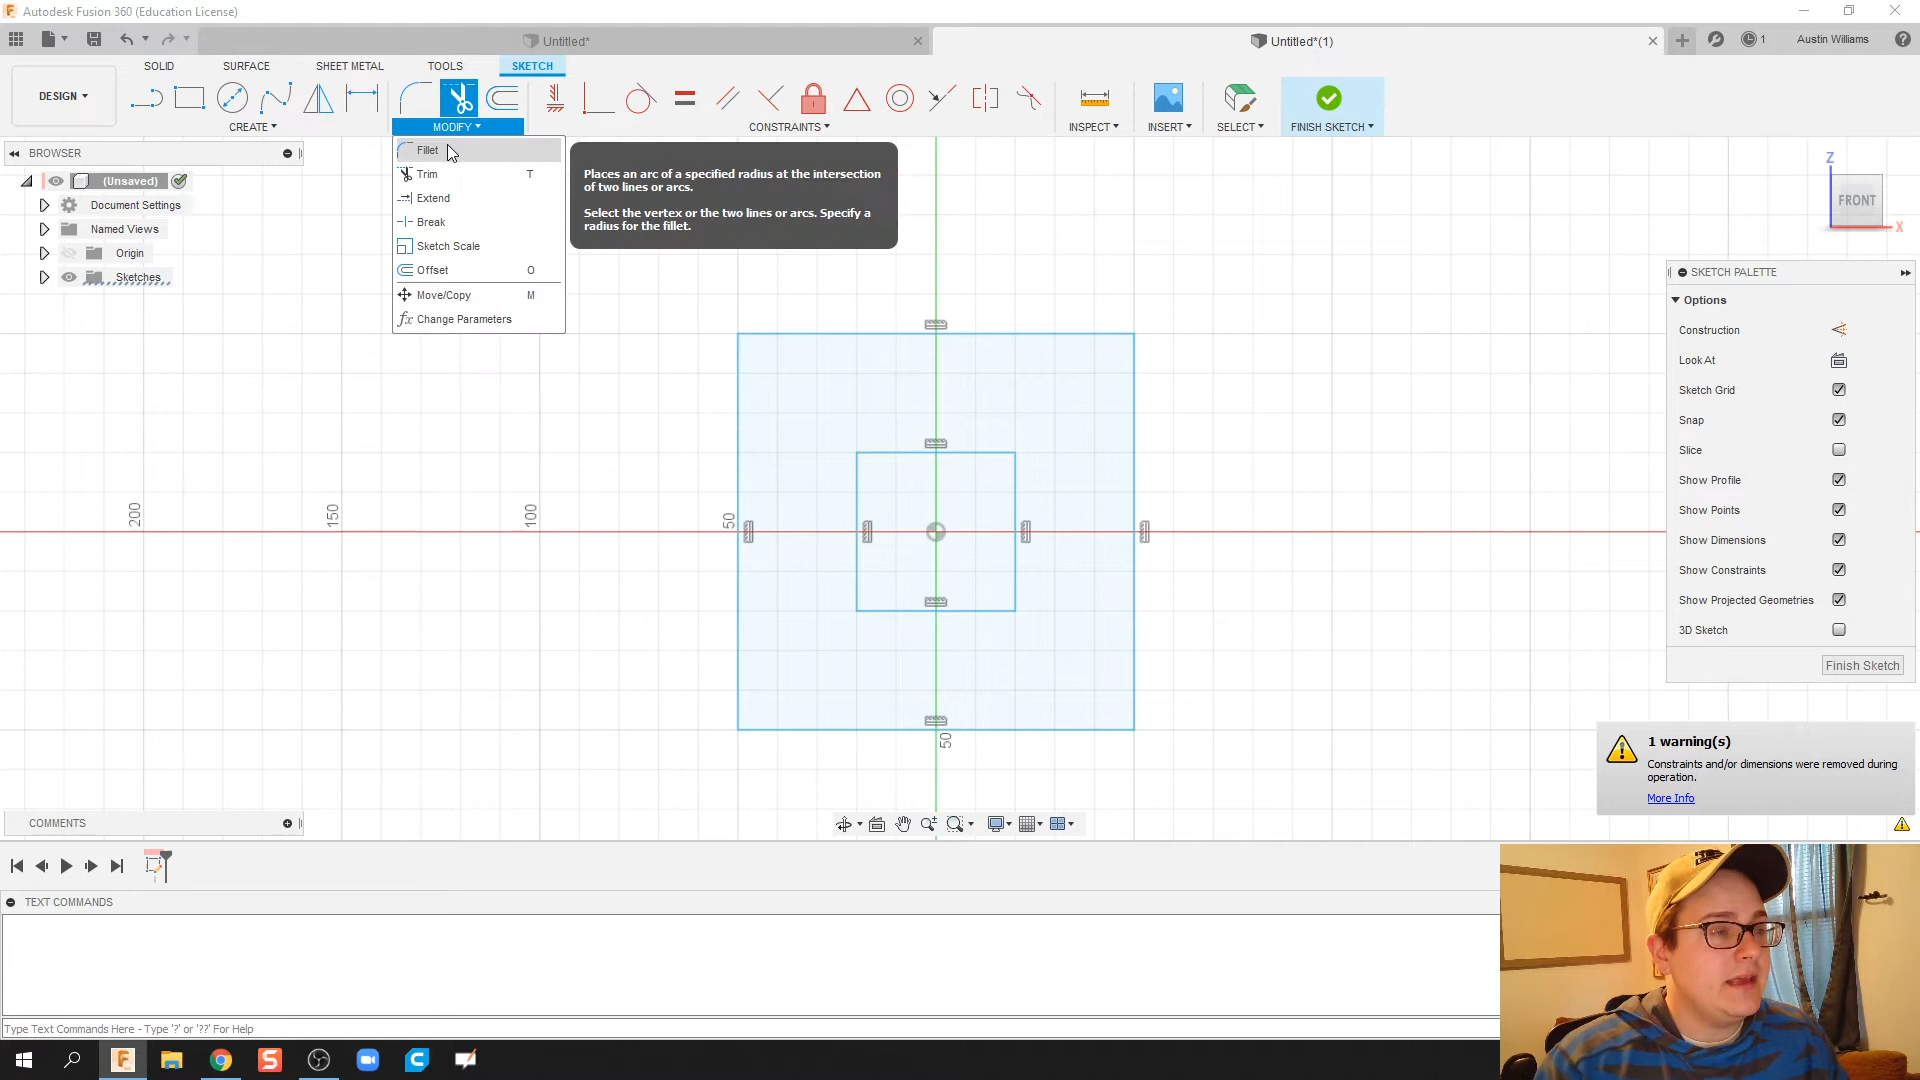 Autodesk Fusion 360 (Education License)
Untitled*
Untitled*(1)
1
Austin Williams
SOLID
SURFACE
SHEET METAL
TOOLS
SKETCH
DESIGN
CREATE
MODIFY
CONSTRAINTS
INSPECT
INSERT
SELECT
FINISH SKETCH
BROWSER
(Unsaved)
Document Settings
Named Views
Origin
Sketches
Fillet
Trim T
Extend
Break
Sketch Scale
Offset O
Move/Copy M
fx Change Parameters
Places an arc of a specified radius at the intersection
of two lines or arcs.
Select the vertex or the two lines or arcs. Specify a
radius for the fillet.
Z
FRONT
X
SKETCH PALETTE
Options
Construction
Look At
Sketch Grid
Snap
Slice
Show Profile
Show Points
Show Dimensions
Show Constraints
Show Projected Geometries
3D Sketch
Finish Sketch
200
150
100
50
50
1 warning(s)
Constraints and/or dimensions were removed during
operation.
More Info
COMMENTS
TEXT COMMANDS
Type Text Commands Here - Type '?' or '??' For Help